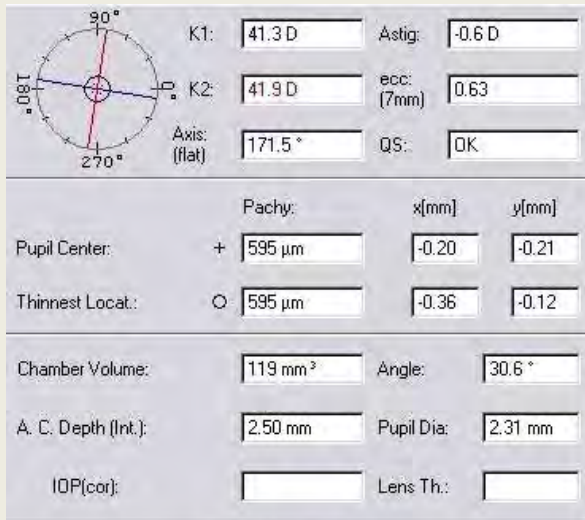 90°
180°
0°
270°
K1: 41.3 D Astig: -0.6 D
K2: 41.9 D ecc: (7mm) 0.63
Axis: (flat) 171.5 ° QS: OK
Pachy: x[mm] y[mm]
Pupil Center: + 595 µm -0.20 -0.21
Thinnest Locat.: O 595 µm -0.36 -0.12
Chamber Volume: 119 mm³ Angle: 30.6 °
A. C. Depth (Int.): 2.50 mm Pupil Dia: 2.31 mm
IOP(cor): Lens Th.: